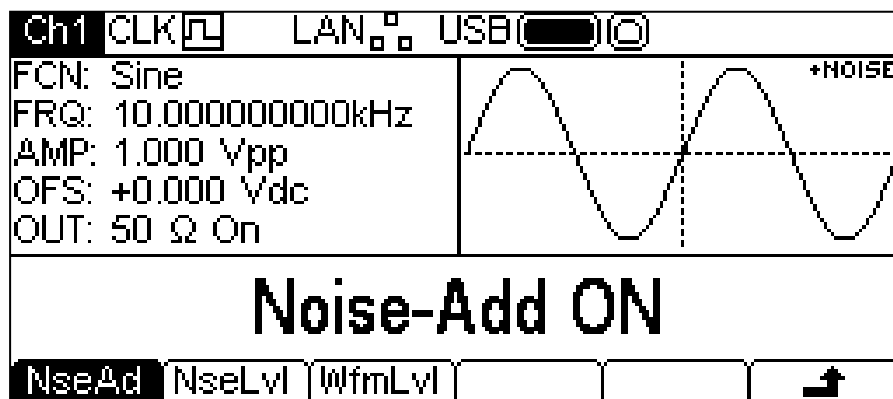 Ch1 CLK LAN USB
FCN: Sine
FRQ: 10.000000000kHz
AMP: 1.000 Vpp
OFS: +0.000 Vdc
OUT: 50 Ω On
+NOISE
Noise-Add ON
NseAd NseLvl WfmLvl